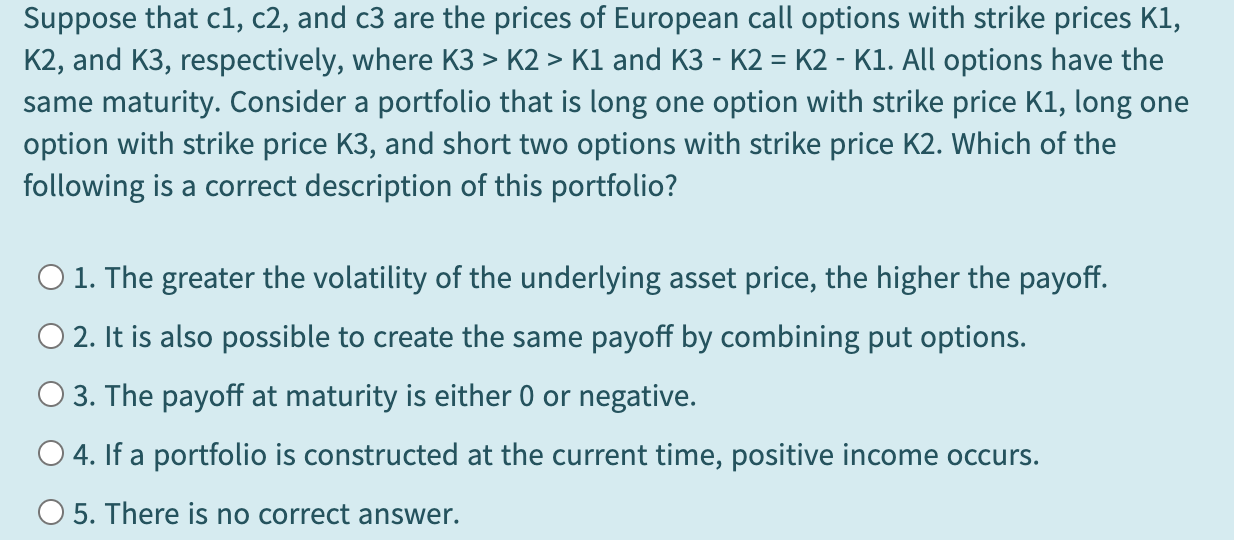 Suppose that c1, c2, and c3 are the prices of European call options with strike prices K1,
K2, and K3, respectively, where K3 > K2 > K1 and K3 - K2 = K2 - K1. All options have the
same maturity. Consider a portfolio that is long one option with strike price K1, long one
option with strike price K3, and short two options with strike price K2. Which of the
following is a correct description of this portfolio?
1. The greater the volatility of the underlying asset price, the higher the payoff.
2. It is also possible to create the same payoff by combining put options.
3. The payoff at maturity is either 0 or negative.
4. If a portfolio is constructed at the current time, positive income occurs.
5. There is no correct answer.